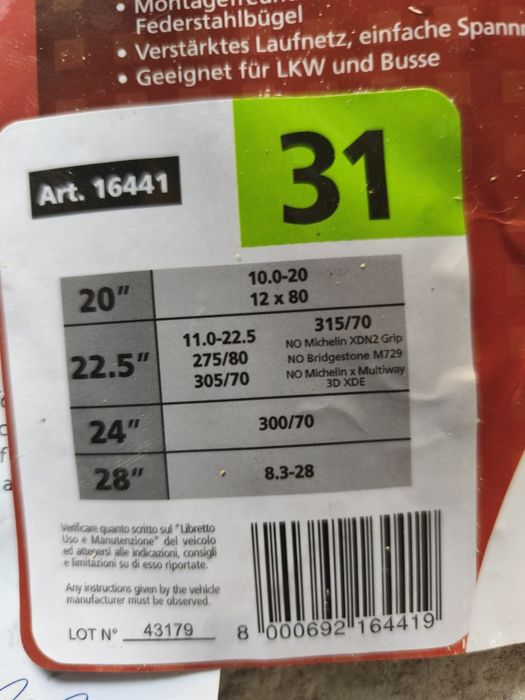 • Montagefreun
Federstahlbügel
• Verstärktes Laufnetz, einfache Spann
• Geeignet für LKW und Busse
Art. 16441
31
20"
10.0-20
12 x 80
22.5"
11.0-22.5
275/80
305/70
315/70
NO Michelin XDN2 Grip
NO Bridgestone M729
NO Michelin x Multiway
3D XDE
24"
300/70
28"
8.3-28
Verificare quanto scritto sul "Libretto
Uso e Manutenzione" del veicolo
ed attenersi alle indicazioni, consigli
e limitazioni su di esso riportate.
Any instructions given by the vehicle
manufacturer must be observed.
LOT N° 43179
8 000692 164419